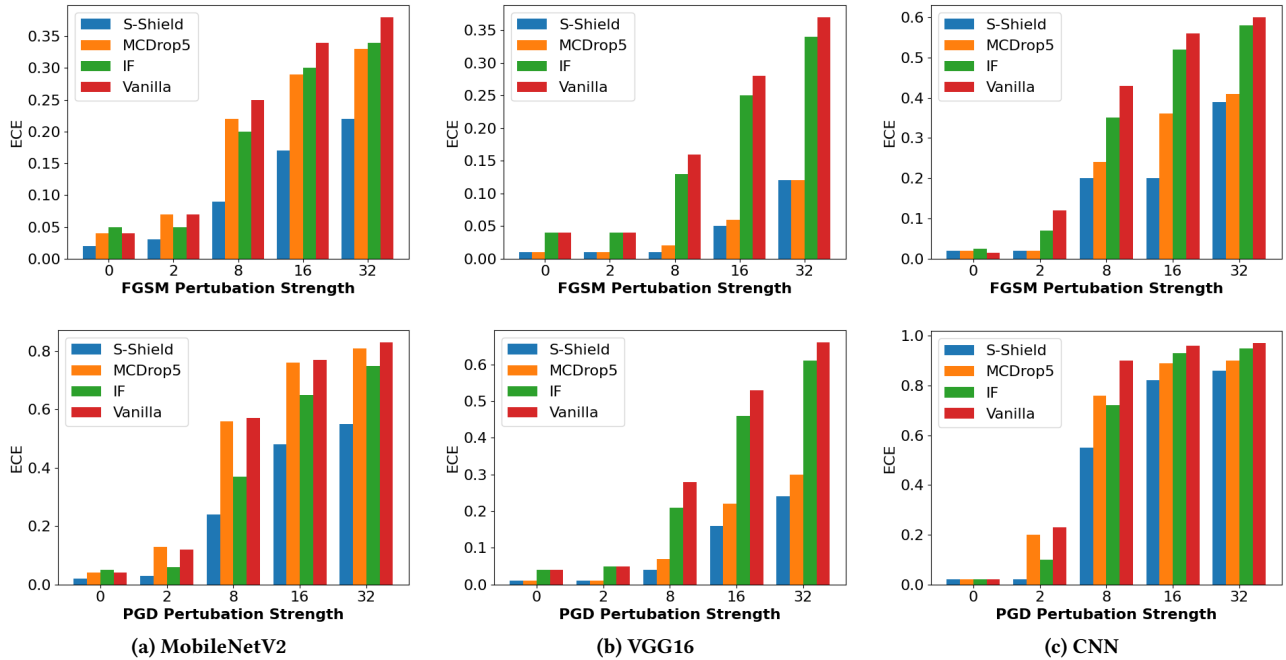 S-Shield
MCDrop5
IF
Vanilla
0.35
0.30
0.25
0.20
0.15
0.10
0.05
0.00
ECE
0 2 8 16 32
FGSM Pertubation Strength
S-Shield
MCDrop5
IF
Vanilla
0.35
0.30
0.25
0.20
0.15
0.10
0.05
0.00
ECE
0 2 8 16 32
FGSM Pertubation Strength
S-Shield
MCDrop5
IF
Vanilla
0.6
0.5
0.4
0.3
0.2
0.1
0.0
ECE
0 2 8 16 32
FGSM Pertubation Strength
S-Shield
MCDrop5
IF
Vanilla
0.8
0.6
0.4
0.2
0.0
ECE
0 2 8 16 32
PGD Pertubation Strength
(a) MobileNetV2
S-Shield
MCDrop5
IF
Vanilla
0.6
0.5
0.4
0.3
0.2
0.1
0.0
ECE
0 2 8 16 32
PGD Pertubation Strength
(b) VGG16
S-Shield
MCDrop5
IF
Vanilla
1.0
0.8
0.6
0.4
0.2
0.0
ECE
0 2 8 16 32
PGD Pertubation Strength
(c) CNN